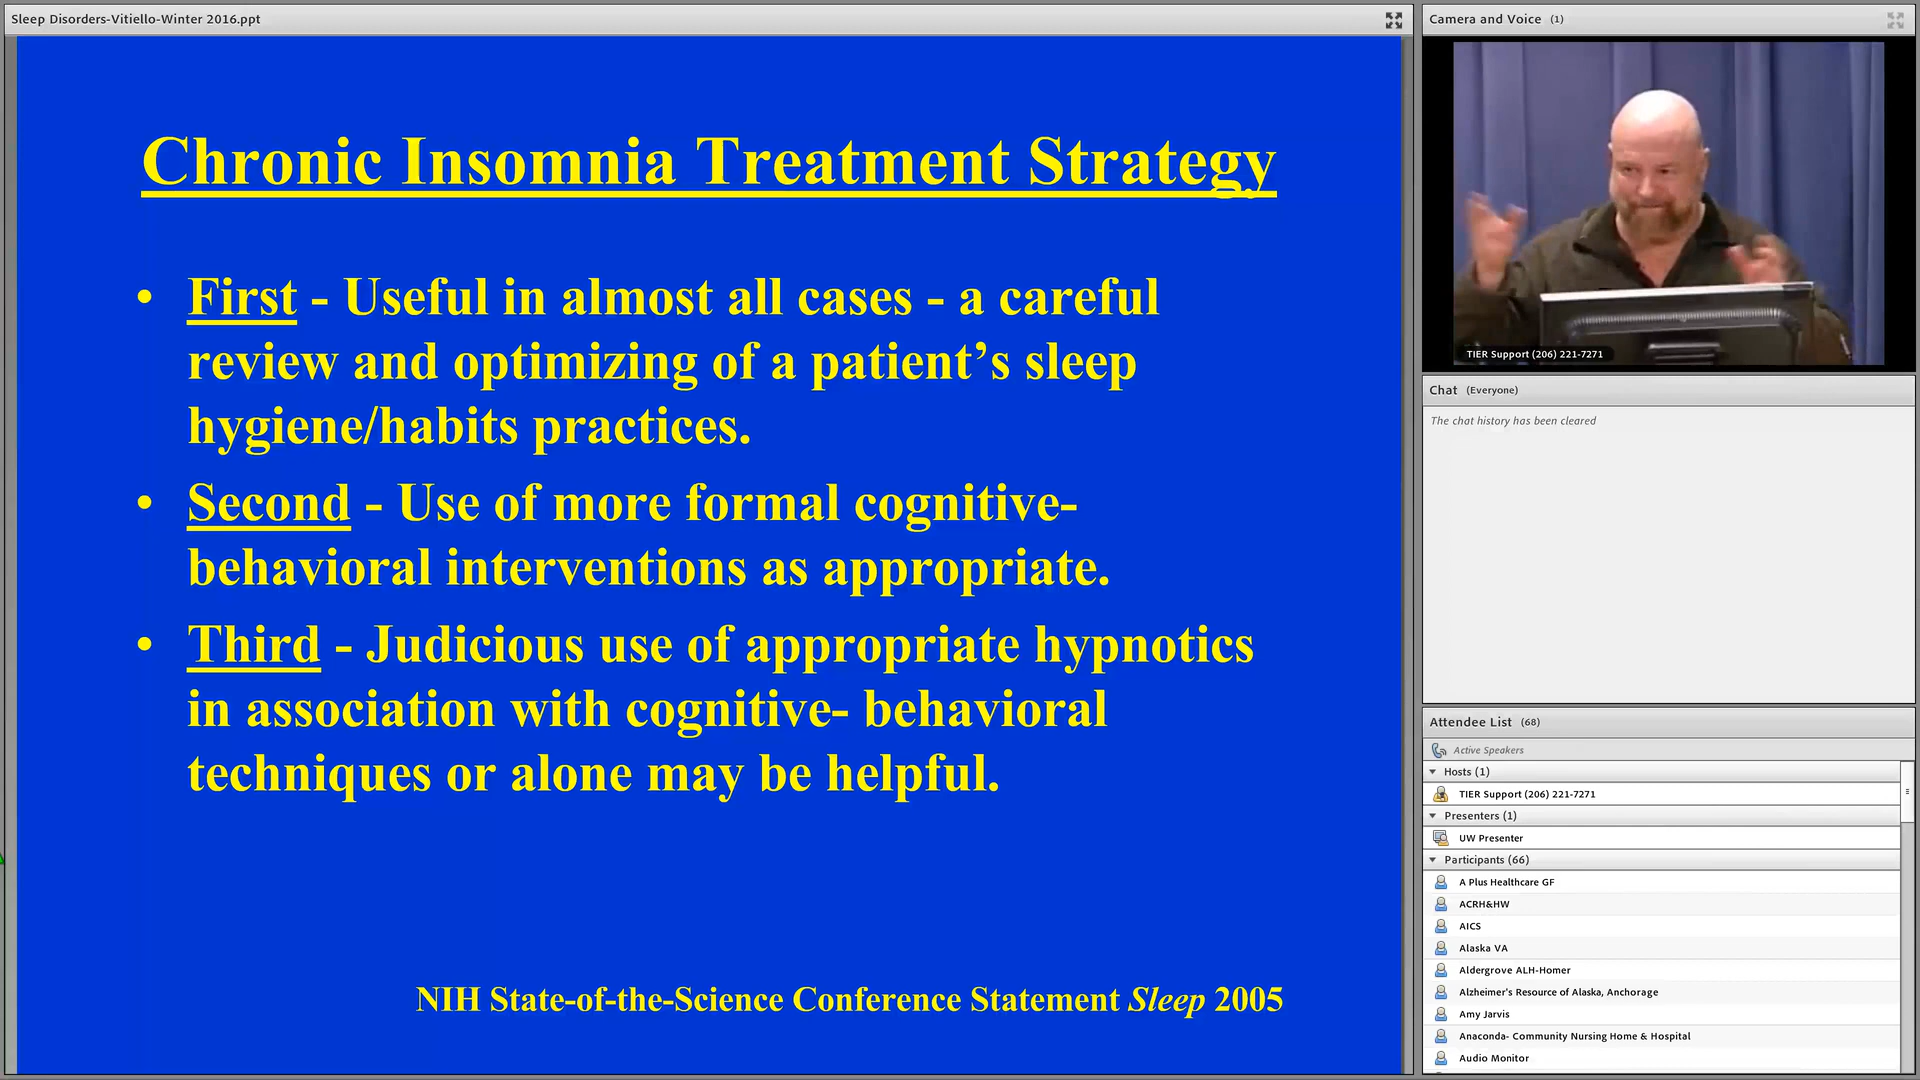 Sleep Disorders-Vitiello-Winter 2016.ppt
Chronic Insomnia Treatment Strategy
• First - Useful in almost all cases - a careful
review and optimizing of a patient’s sleep
hygiene/habits practices.
• Second - Use of more formal cognitive-
behavioral interventions as appropriate.
• Third - Judicious use of appropriate hypnotics
in association with cognitive- behavioral
techniques or alone may be helpful.
NIH State-of-the-Science Conference Statement Sleep 2005
Camera and Voice (1)
TIER Support (206) 221-7271
Chat (Everyone)
The chat history has been cleared
Attendee List (68)
Active Speakers
Hosts (1)
TIER Support (206) 221-7271
Presenters (1)
UW Presenter
Participants (66)
A Plus Healthcare GF
ACRH&HW
AICS
Alaska VA
Aldergrove ALH-Homer
Alzheimer's Resource of Alaska, Anchorage
Amy Jarvis
Anaconda- Community Nursing Home & Hospital
Audio Monitor